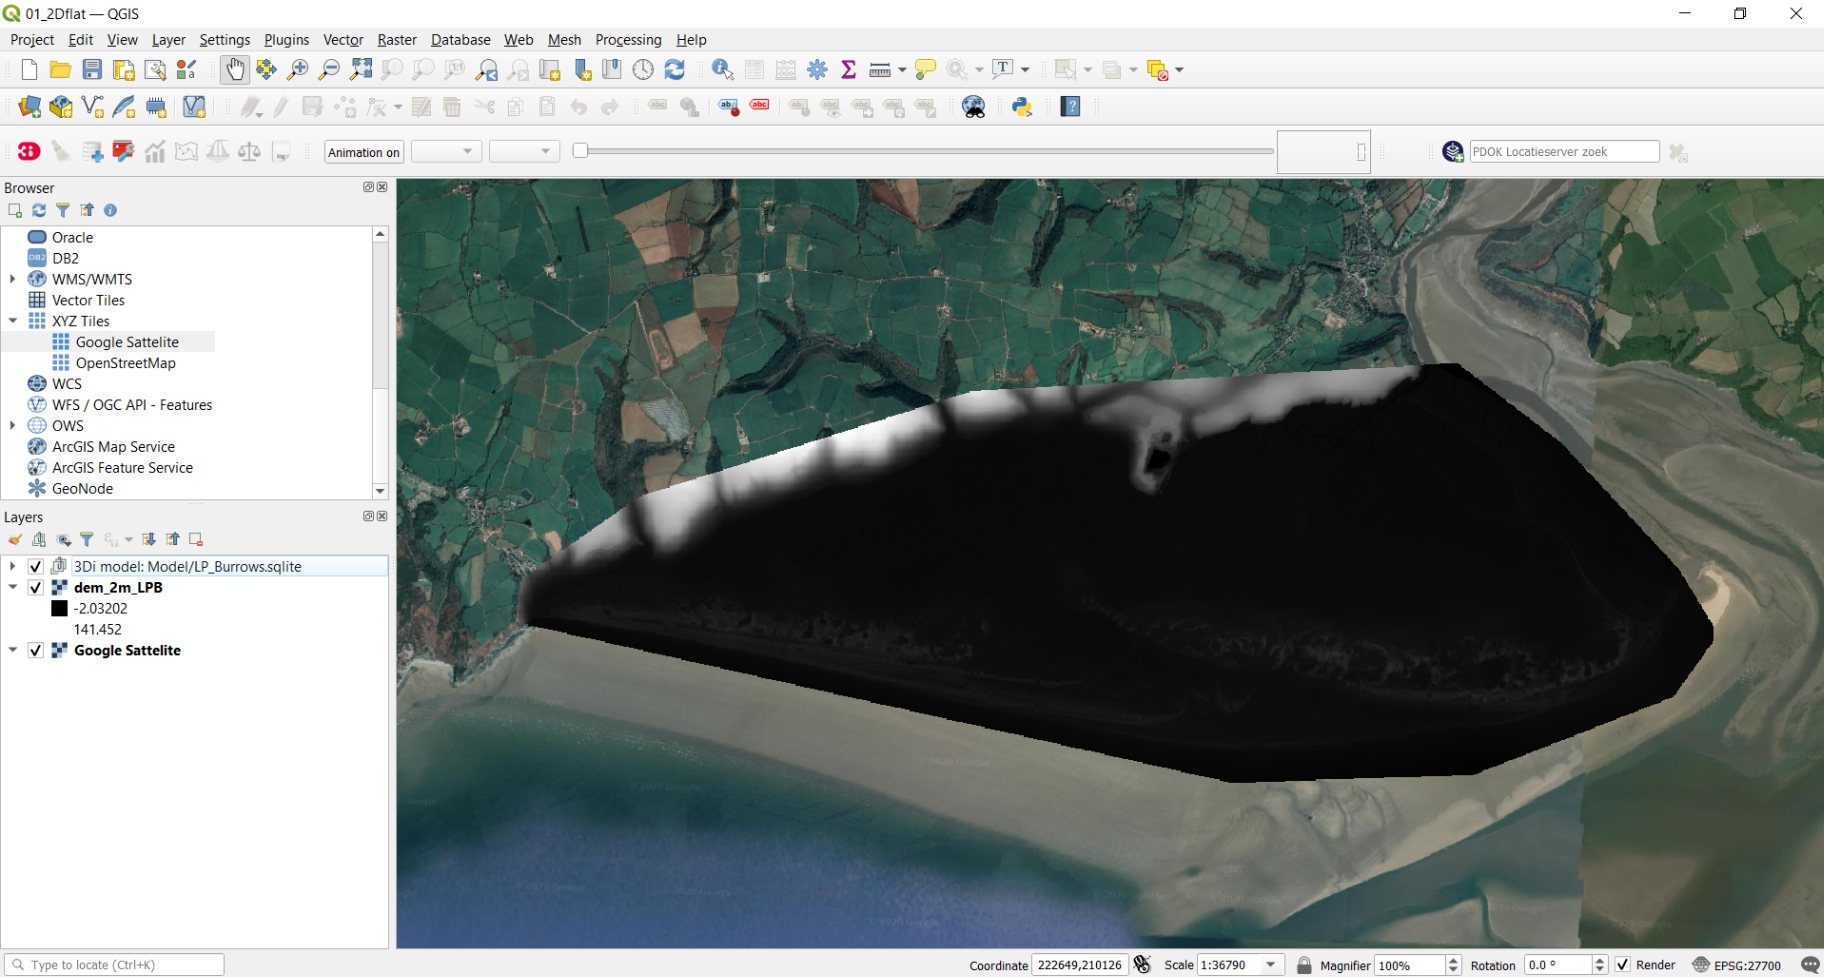 01_2Dflat — QGIS
Project Edit View Layer Settings Plugins Vector Raster Database Web Mesh Processing Help
Animation on
PDOK Locatieserver zoek
Browser
Oracle
DB2
WMS/WMTS
Vector Tiles
XYZ Tiles
Google Sattelite
OpenStreetMap
WCS
WFS / OGC API - Features
OWS
ArcGIS Map Service
ArcGIS Feature Service
GeoNode
Layers
3Di model: Model/LP_Burrows.sqlite
dem_2m_LPB
-2.03202
141.452
Google Sattelite
Type to locate (Ctrl+K)
Coordinate 222649,210126 Scale 1:36790 Magnifier 100% Rotation 0.0 ° Render EPSG:27700